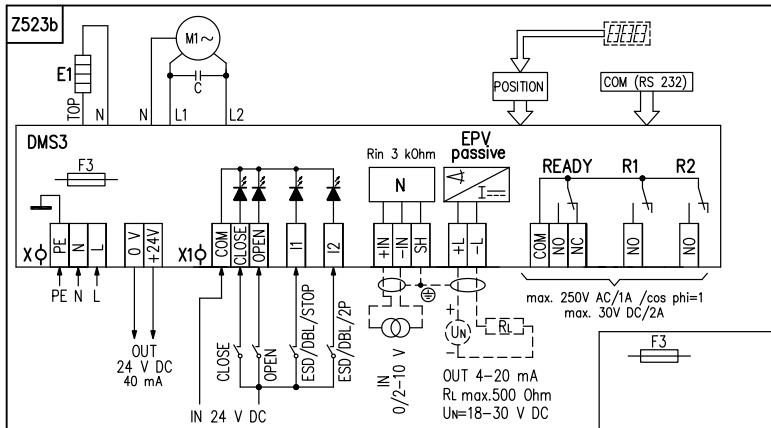 Z523b
M1~
E1
C
TOP
N
N
L1
L2
POSITION
COM (RS 232)
DMS3
F3
Rin 3 kOhm
N
EPV
passive
I
READY
R1
R2
X
PE
N
L
0 V
+24V
X1
COM
CLOSE
OPEN
I1
I2
+IN
-IN
SH
+L
-L
COM
NO
NC
NO
NO
PE N L
OUT
24 V DC
40 mA
CLOSE
OPEN
ESD/DBL/STOP
ESD/DBL/2P
IN 24 V DC
IN
0/2-10 V
+
UN
-
RL
OUT 4-20 mA
RL max.500 Ohm
UN=18-30 V DC
max. 250V AC/1A /cos phi=1
max. 30V DC/2A
F3